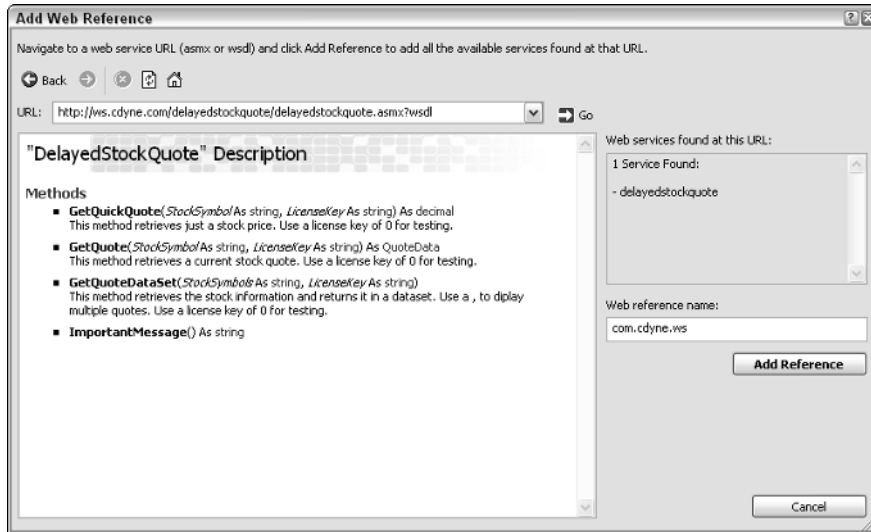 Add Web Reference
Navigate to a web service URL (asmx or wsdl) and click Add Reference to add all the available services found at that URL.
Back
URL: http://ws.cdyne.com/delayedstockquote/delayedstockquote.asmx?wsdl
Go
"DelayedStockQuote" Description
Methods
GetQuickQuote(StockSymbol As string, LicenseKey As string) As decimal
This method retrieves just a stock price. Use a license key of 0 for testing.
GetQuote(StockSymbol As string, LicenseKey As string) As QuoteData
This method retrieves a current stock quote. Use a license key of 0 for testing.
GetQuoteDataSet(StockSymbols As string, LicenseKey As string)
This method retrieves the stock information and returns it in a dataset. Use a , to diplay
multiple quotes. Use a license key of 0 for testing.
ImportantMessage() As string
Web services found at this URL:
1 Service Found:
- delayedstockquote
Web reference name:
com.cdyne.ws
Add Reference
Cancel